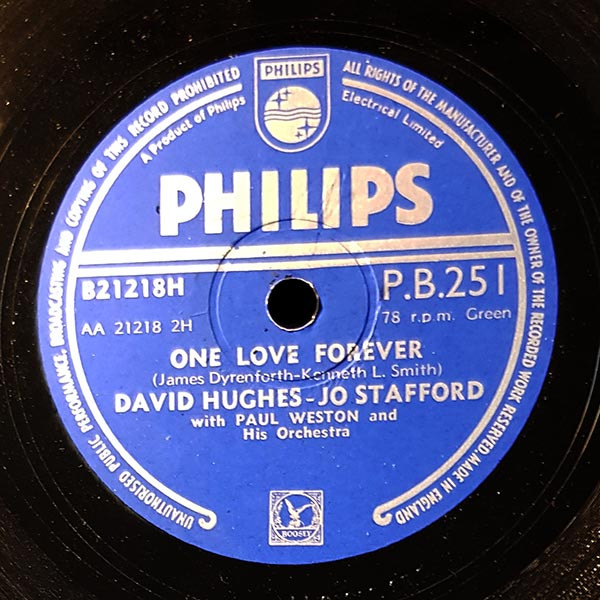 UNAUTHORISED PUBLIC PERFORMANCE, BROADCASTING AND COPYING OF THIS RECORD PROHIBITED
ALL RIGHTS OF THE MANUFACTURER AND OF THE OWNER OF THE RECORDED WORK RESERVED. MADE IN ENGLAND
PHILIPS
A Product of Philips Electrical Limited
PHILIPS
B21218H
P.B.251
AA 21218 2H
78 r.p.m. Green
ONE LOVE FOREVER
(James Dyrenforth-Kenneth L. Smith)
DAVID HUGHES-JO STAFFORD
with PAUL WESTON and
His Orchestra
BOOSEY